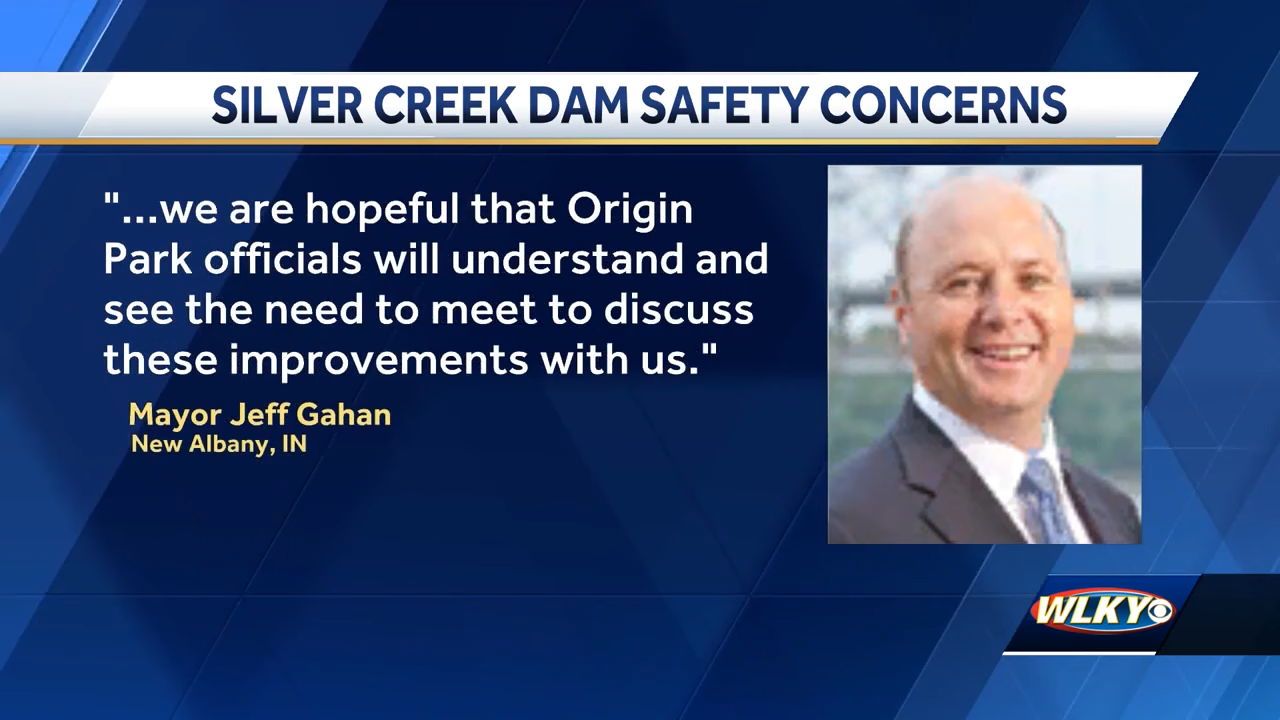 SILVER CREEK DAM SAFETY CONCERNS
"...we are hopeful that Origin
Park officials will understand and
see the need to meet to discuss
these improvements with us."
Mayor Jeff Gahan
New Albany, IN
WLKY